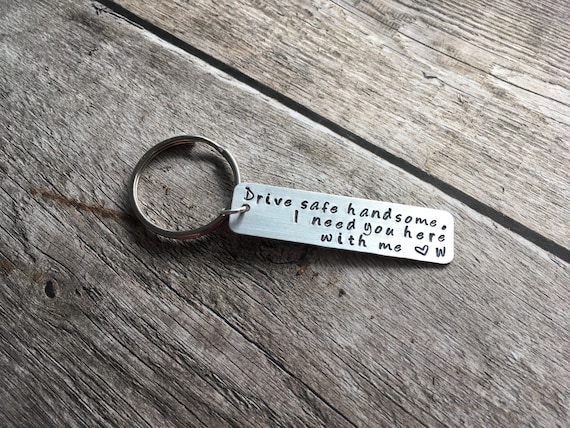 Drive safe handsome.
I need you here
with me ♡ W